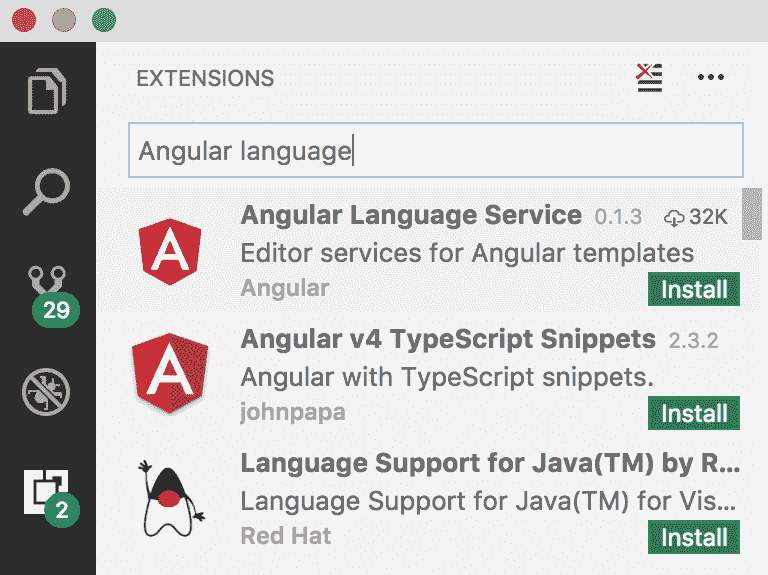 EXTENSIONS
Angular language
Angular Language Service 0.1.3 32K
Editor services for Angular templates
Angular
Install
Angular v4 TypeScript Snippets 2.3.2
Angular with TypeScript snippets.
johnpapa
Install
Language Support for Java(TM) by R...
Language Support for Java(TM) for Vis...
Red Hat
Install
29
2